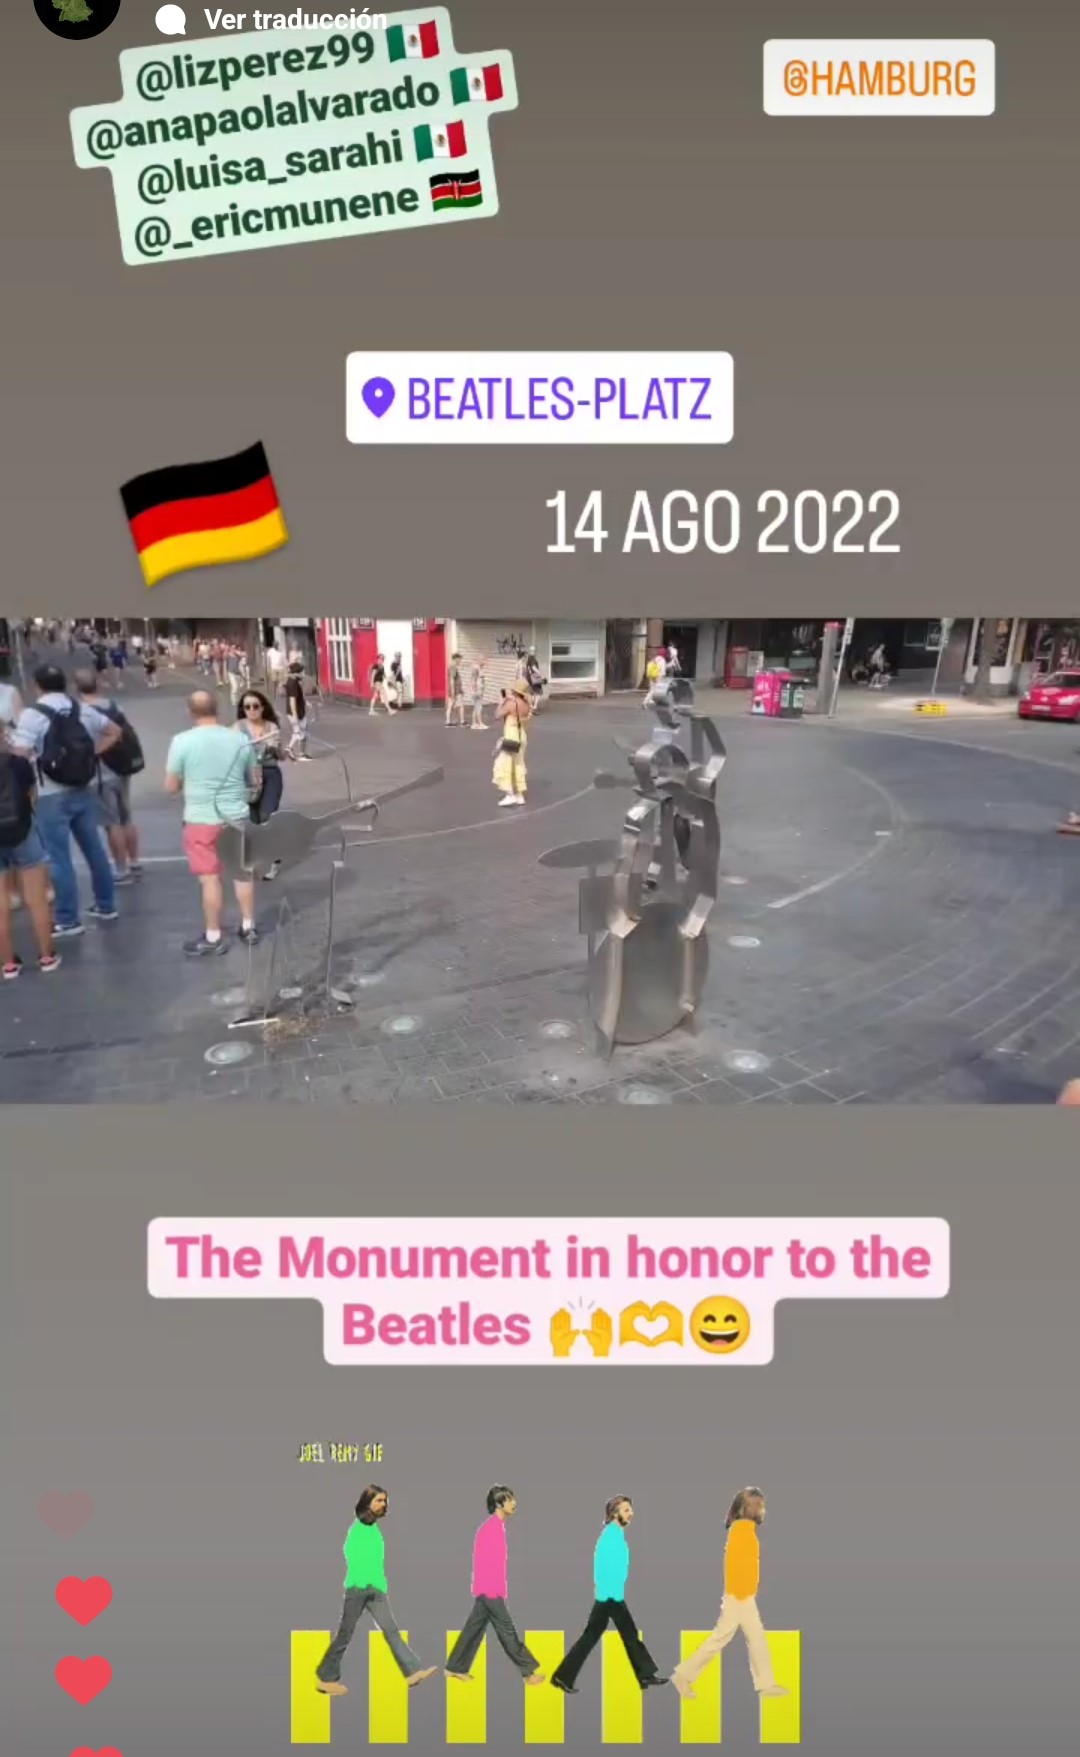 Ver traducción
@lizperez99 🇲🇽
@anapaolalvarado 🇲🇽
@luisa_sarahi 🇲🇽
@_ericmunene 🇰🇪
@HAMBURG
BEATLES-PLATZ
14 AGO 2022
The Monument in honor to the
Beatles 🙌🫶😄
JOEL REMY GIF